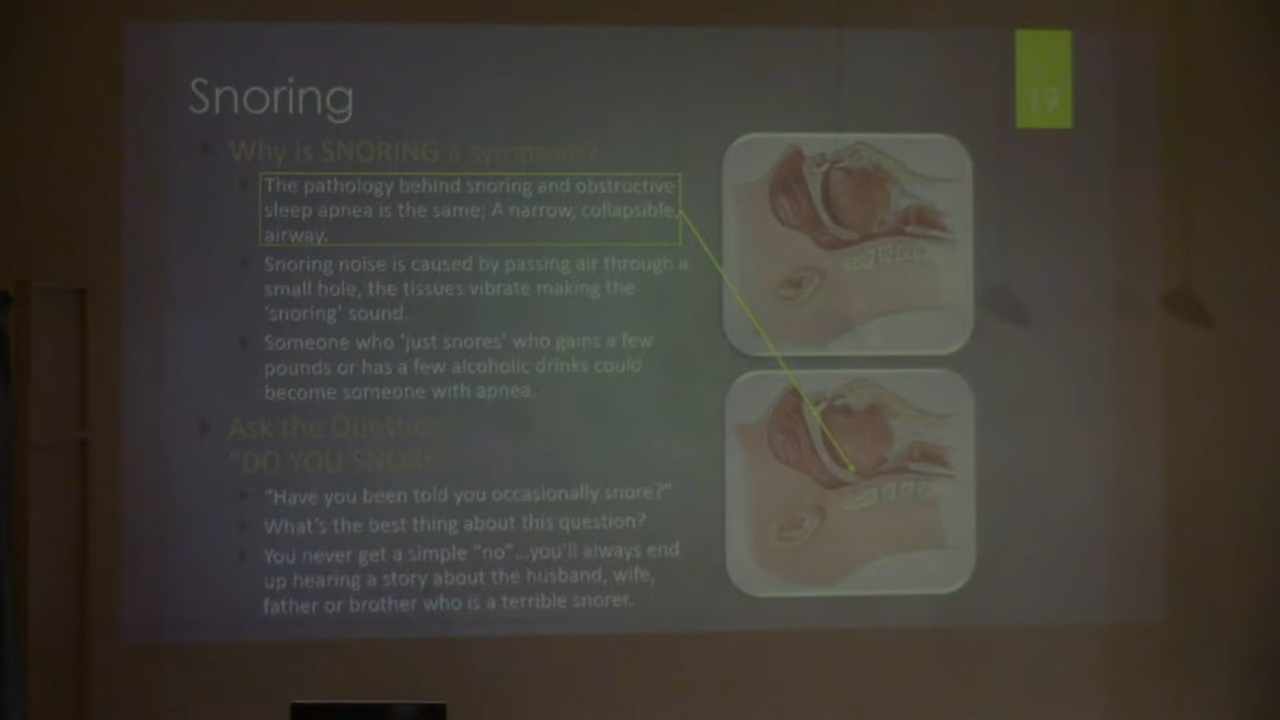 Snoring
19
Why is SNORING a symptom?
The pathology behind snoring and obstructive
sleep apnea is the same; A narrow, collapsible,
airway.
Snoring noise is caused by passing air through a
small hole, the tissues vibrate making the
'snoring' sound.
Someone who 'just snores' who gains a few
pounds or has a few alcoholic drinks could
become someone with apnea.
Ask the Question
"DO YOU SNORE
"Have you been told you occasionally snore?"
What's the best thing about this question?
You never get a simple "no"...you'll always end
up hearing a story about the husband, wife,
father or brother who is a terrible snorer.